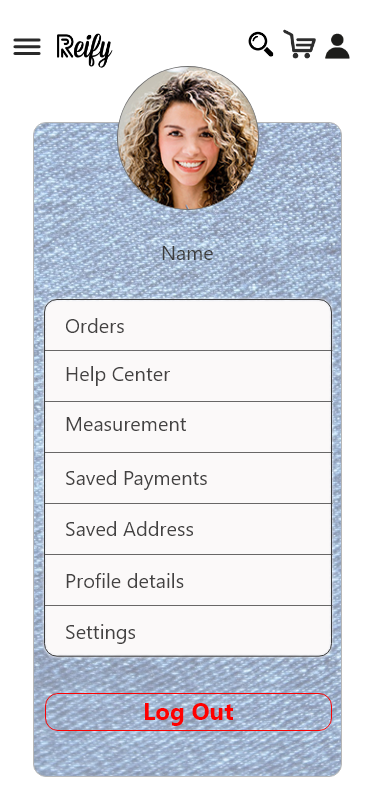 Reify
Name
Orders
Help Center
Measurement
Saved Payments
Saved Address
Profile details
Settings
Log Out